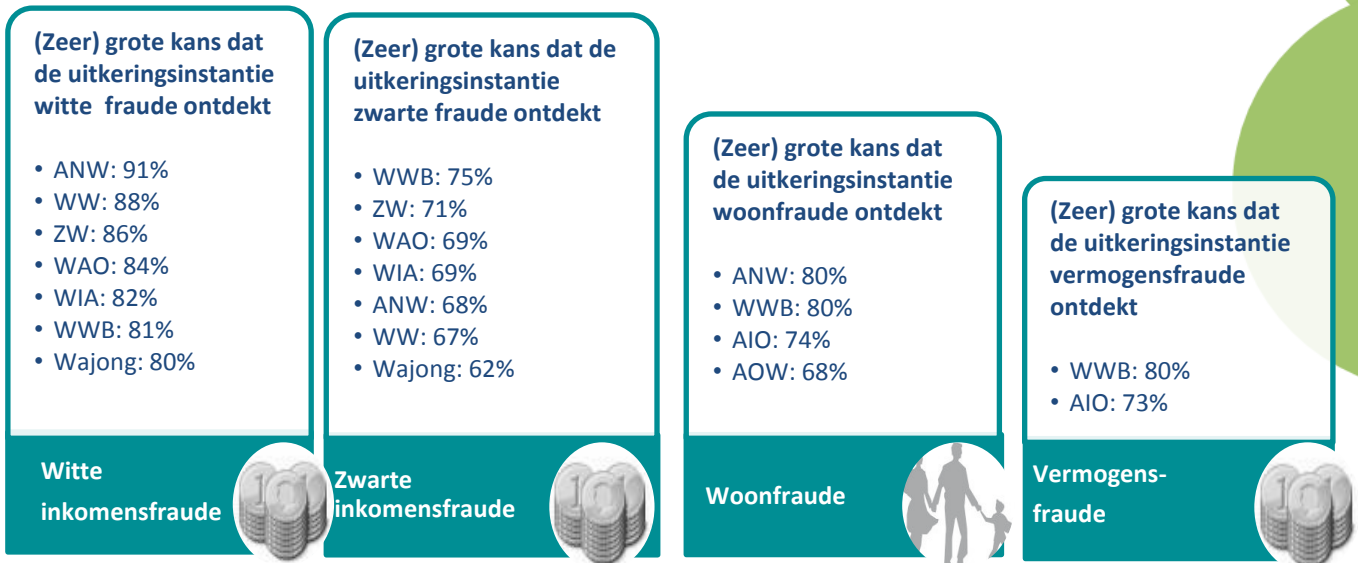 (Zeer) grote kans dat
de uitkeringsinstantie
witte fraude ontdekt
• ANW: 91%
• WW: 88%
• ZW: 86%
• WAO: 84%
• WIA: 82%
• WWB: 81%
• Wajong: 80%
Witte
inkomensfraude
(Zeer) grote kans dat de
uitkeringsinstantie
zwarte fraude ontdekt
• WWB: 75%
• ZW: 71%
• WAO: 69%
• WIA: 69%
• ANW: 68%
• WW: 67%
• Wajong: 62%
Zwarte
inkomensfraude
(Zeer) grote kans dat
de uitkeringsinstantie
woonfraude ontdekt
• ANW: 80%
• WWB: 80%
• AIO: 74%
• AOW: 68%
Woonfraude
(Zeer) grote kans dat
de uitkeringsinstantie
vermogensfraude
ontdekt
• WWB: 80%
• AIO: 73%
Vermogens-
fraude